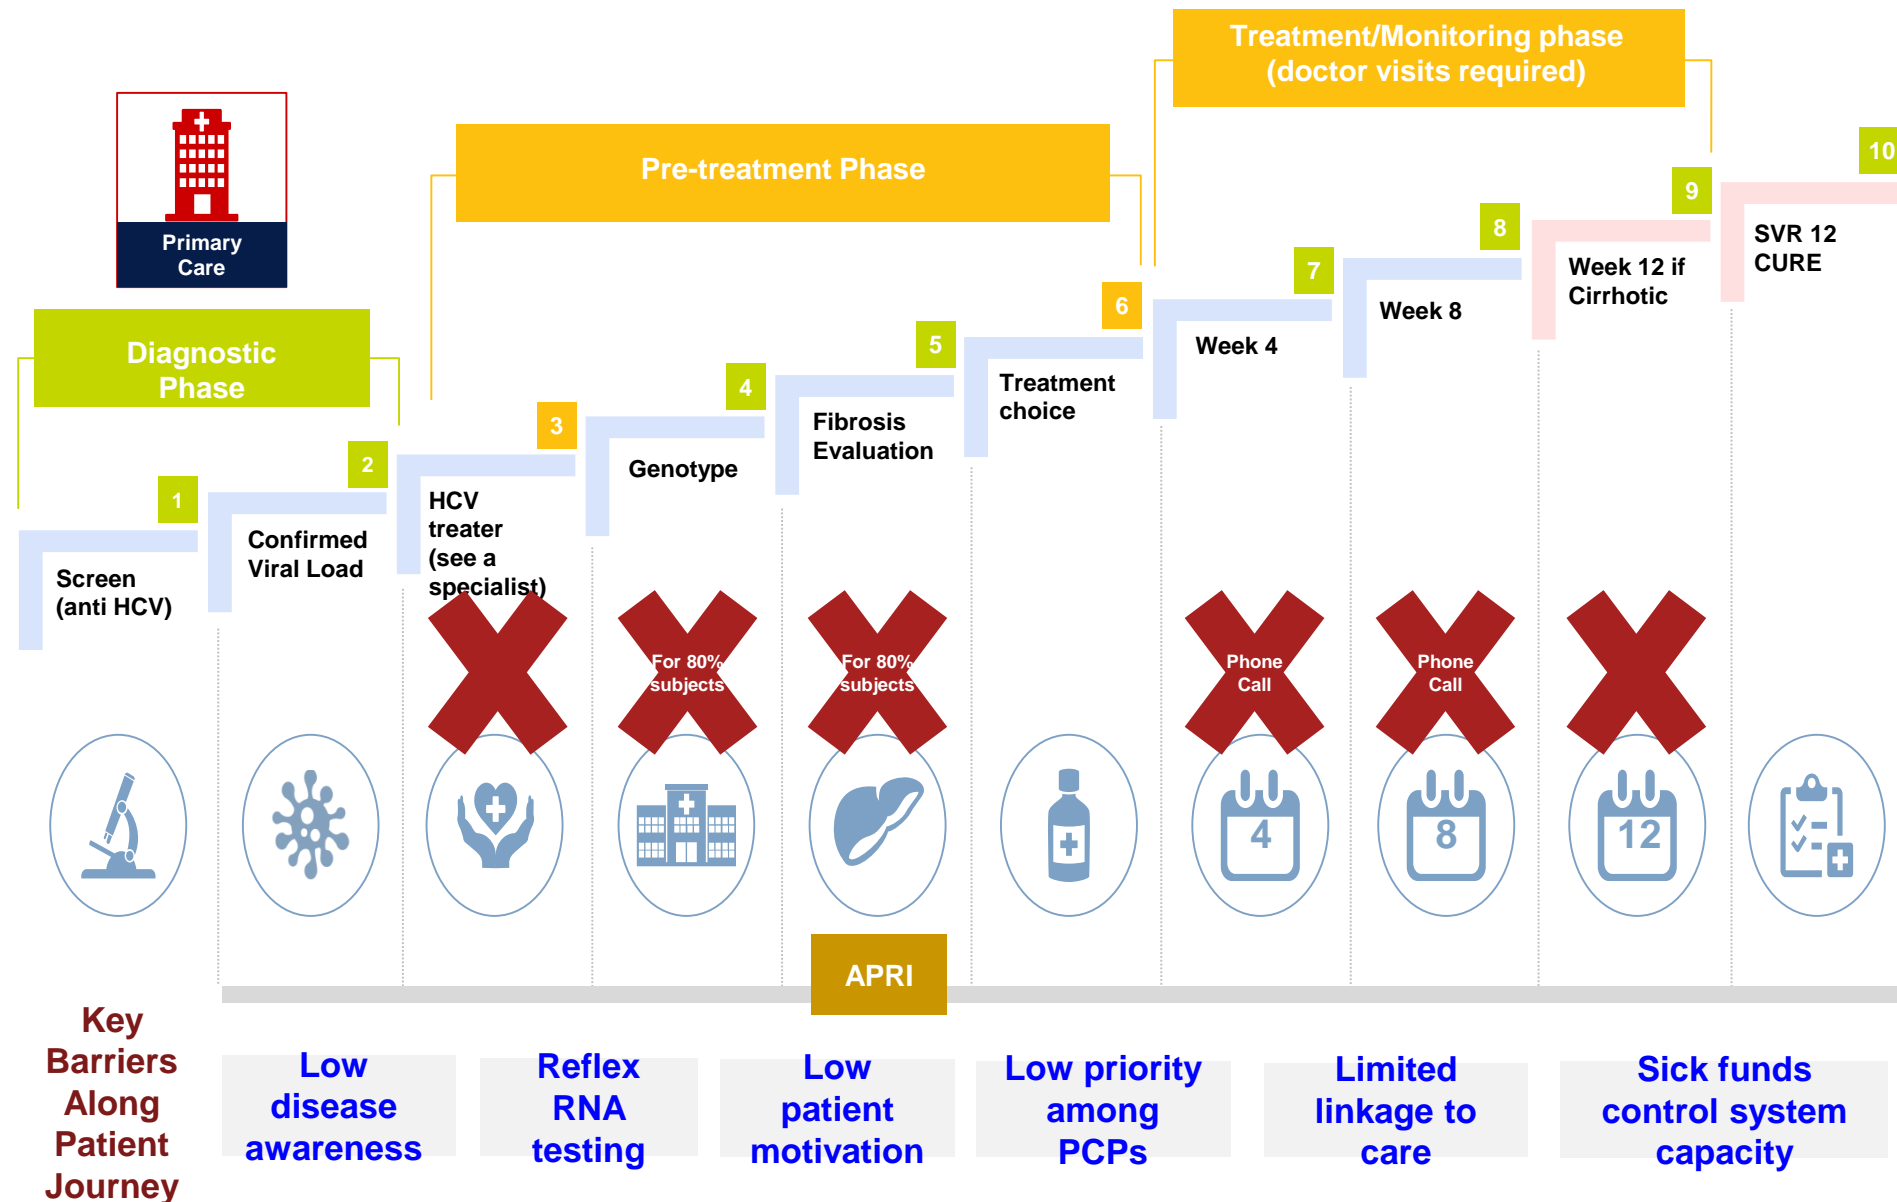 Treatment/Monitoring phase
(doctor visits required)
Pre-treatment Phase
Primary
Care
Diagnostic
Phase
1
2
3
4
5
6
7
8
9
10
Screen
(anti HCV)
Confirmed
Viral Load
HCV
treater
(see a
specialist)
Genotype
Fibrosis
Evaluation
Treatment
choice
Week 4
Week 8
Week 12 if
Cirrhotic
SVR 12
CURE
For 80%
subjects
For 80%
subjects
Phone
Call
Phone
Call
4
8
12
APRI
Key
Barriers
Along
Patient
Journey
Low
disease
awareness
Reflex
RNA
testing
Low
patient
motivation
Low priority
among
PCPs
Limited
linkage to
care
Sick funds
control system
capacity